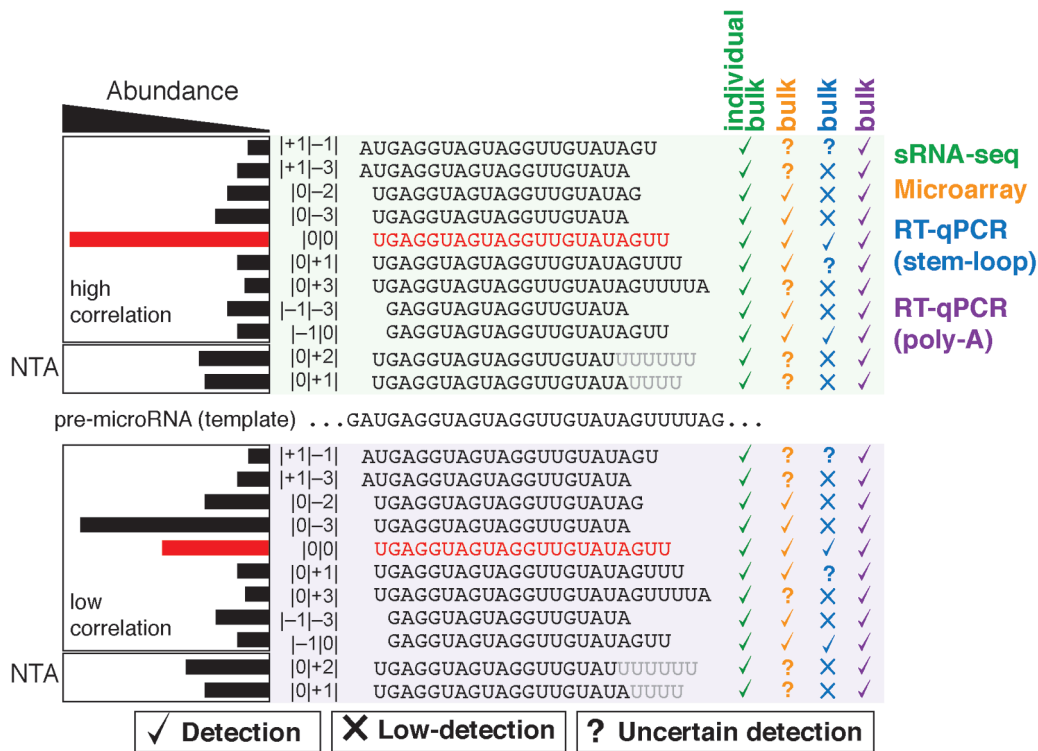 individual
bulk
bulk
bulk
bulk
Abundance
|+1|−1| AUGAGGUAGUAGGUUGUAUAGU ✓ ? ? ✓
|+1|−3| AUGAGGUAGUAGGUUGUAUA ✓ ? × ✓
|0|−2| UGAGGUAGUAGGUUGUAUAG ✓ ✓ × ✓
|0|−3| UGAGGUAGUAGGUUGUAUA ✓ ✓ × ✓
|0|0| UGAGGUAGUAGGUUGUAUAGUU ✓ ✓ ✓ ✓
|0|+1| UGAGGUAGUAGGUUGUAUAGUUU ✓ ✓ ? ✓
|0|+3| UGAGGUAGUAGGUUGUAUAGUUUUA ✓ ? × ✓
|−1|−3| GAGGUAGUAGGUUGUAUA ✓ ✓ × ✓
|−1|0| GAGGUAGUAGGUUGUAUAGUU ✓ ✓ ✓ ✓
high
correlation
NTA
|0|+2| UGAGGUAGUAGGUUGUAUUUUUUU ✓ ? × ✓
|0|+1| UGAGGUAGUAGGUUGUAUAUUUU ✓ ? × ✓
sRNA-seq
Microarray
RT-qPCR
(stem-loop)
RT-qPCR
(poly-A)
pre-microRNA (template) ...GAUGAGGUAGUAGGUUGUAUAGUUUUAG...
|+1|−1| AUGAGGUAGUAGGUUGUAUAGU ✓ ? ? ✓
|+1|−3| AUGAGGUAGUAGGUUGUAUA ✓ ? × ✓
|0|−2| UGAGGUAGUAGGUUGUAUAG ✓ ✓ × ✓
|0|−3| UGAGGUAGUAGGUUGUAUA ✓ ✓ × ✓
|0|0| UGAGGUAGUAGGUUGUAUAGUU ✓ ✓ ✓ ✓
|0|+1| UGAGGUAGUAGGUUGUAUAGUUU ✓ ✓ ? ✓
|0|+3| UGAGGUAGUAGGUUGUAUAGUUUUA ✓ ? × ✓
|−1|−3| GAGGUAGUAGGUUGUAUA ✓ ✓ × ✓
|−1|0| GAGGUAGUAGGUUGUAUAGUU ✓ ✓ ✓ ✓
low
correlation
NTA
|0|+2| UGAGGUAGUAGGUUGUAUUUUUUU ✓ ? × ✓
|0|+1| UGAGGUAGUAGGUUGUAUAUUUU ✓ ? × ✓
✓ Detection
× Low-detection
? Uncertain detection